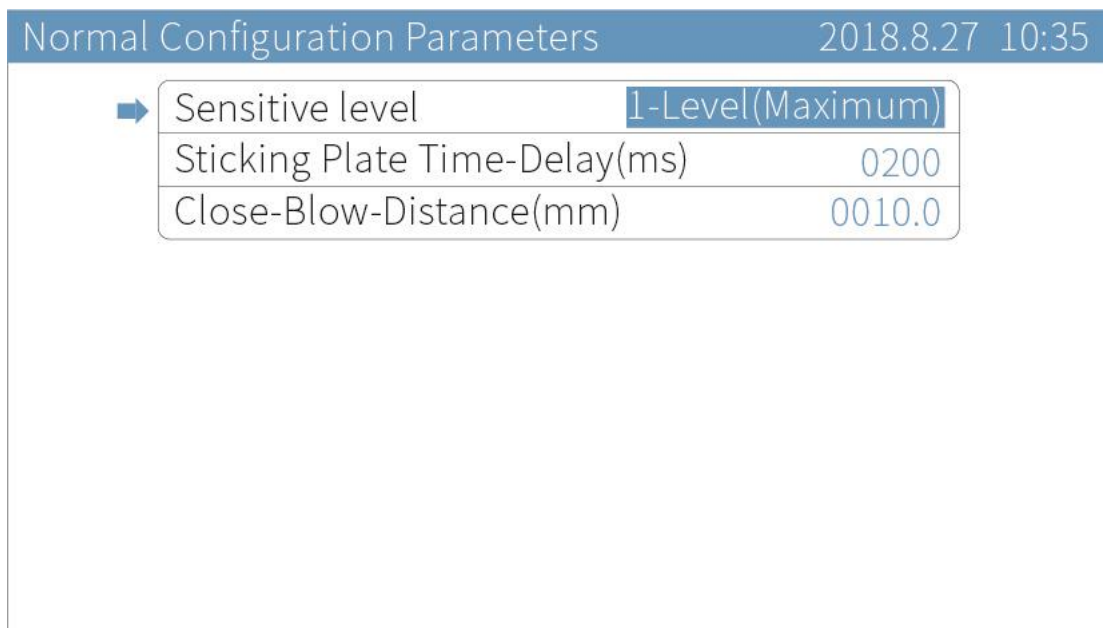 Normal Configuration Parameters 2018.8.27 10:35
Sensitive level 1-Level(Maximum)
Sticking Plate Time-Delay(ms) 0200
Close-Blow-Distance(mm) 0010.0